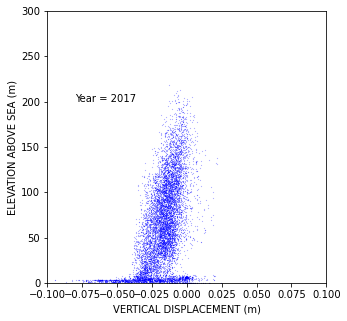 300
250
200
150
100
50
0
ELEVATION ABOVE SEA (m)
Year = 2017
−0.100−0.075−0.050−0.025 0.000 0.025 0.050 0.075 0.100
VERTICAL DISPLACEMENT (m)